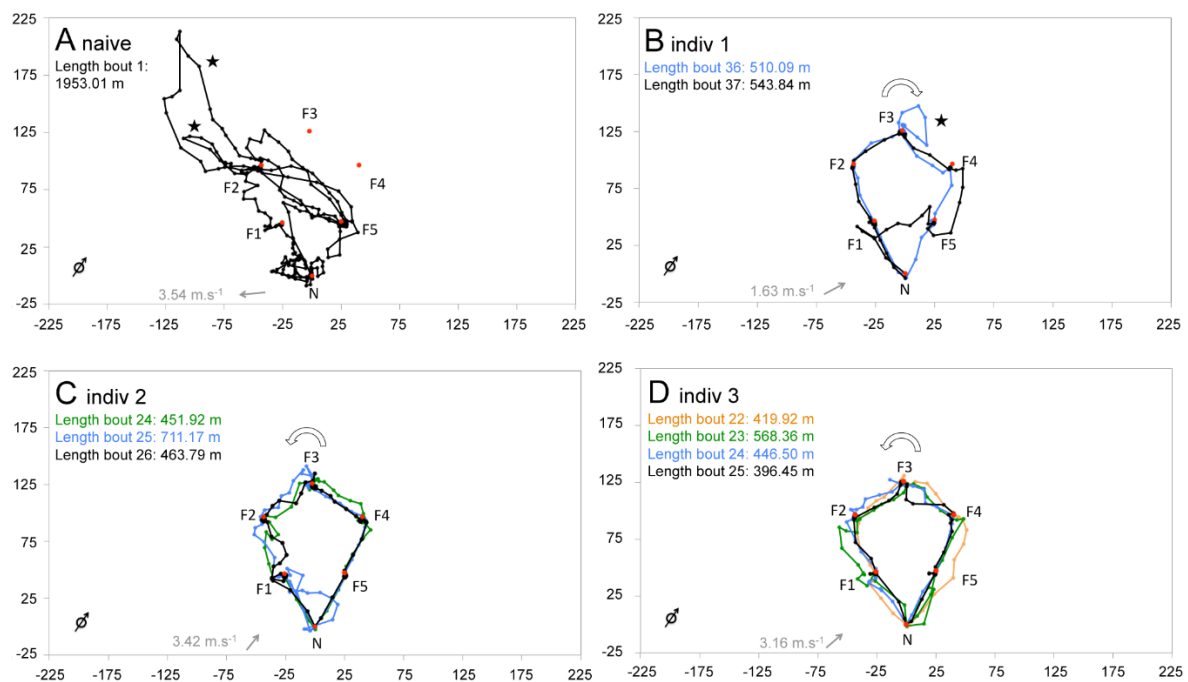 A naive
Length bout 1:
1953.01 m
225
175
125
75
25
-25
-225 -175 -125 -75 -25 25 75 125 175 225
F3
F4
F2
F1
F5
N
3.54 m.s-1
B indiv 1
Length bout 36: 510.09 m
Length bout 37: 543.84 m
225
175
125
75
25
-25
-225 -175 -125 -75 -25 25 75 125 175 225
F3
F2
F4
F1
F5
N
1.63 m.s-1
C indiv 2
Length bout 24: 451.92 m
Length bout 25: 711.17 m
Length bout 26: 463.79 m
225
175
125
75
25
-25
-225 -175 -125 -75 -25 25 75 125 175 225
F3
F2
F4
F1
F5
N
3.42 m.s-1
D indiv 3
Length bout 22: 419.92 m
Length bout 23: 568.36 m
Length bout 24: 446.50 m
Length bout 25: 396.45 m
225
175
125
75
25
-25
-225 -175 -125 -75 -25 25 75 125 175 225
F3
F2
F4
F1
F5
N
3.16 m.s-1